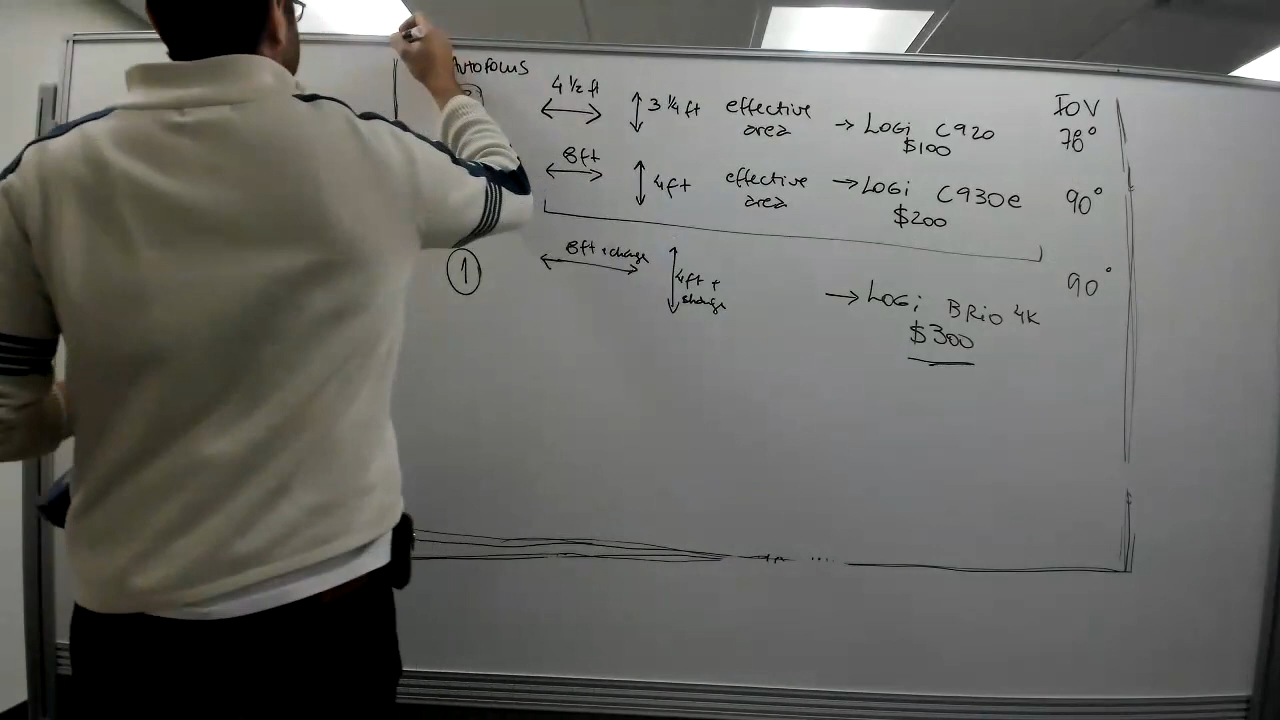 AUTOFOCUS
4 1/2 ft 3 1/4 ft effective area → LOGi C920 $100
FOV
78°
8ft 4ft effective area → LOGi C930e $200 90°
1 8ft + change 4ft + change → LOGi BRIO 4K $300 90°